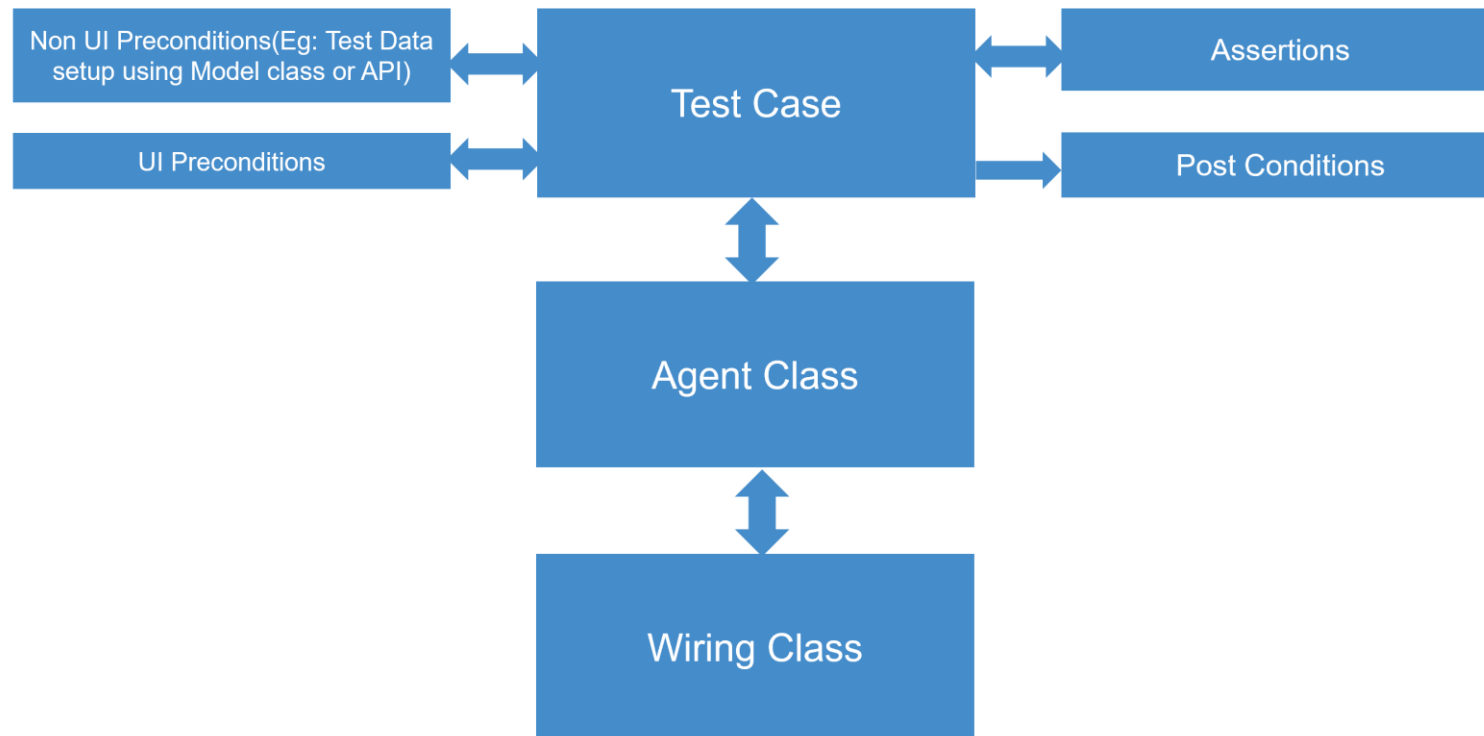 Non UI Preconditions(Eg: Test Data
setup using Model class or API)
UI Preconditions
Test Case
Assertions
Post Conditions
Agent Class
Wiring Class